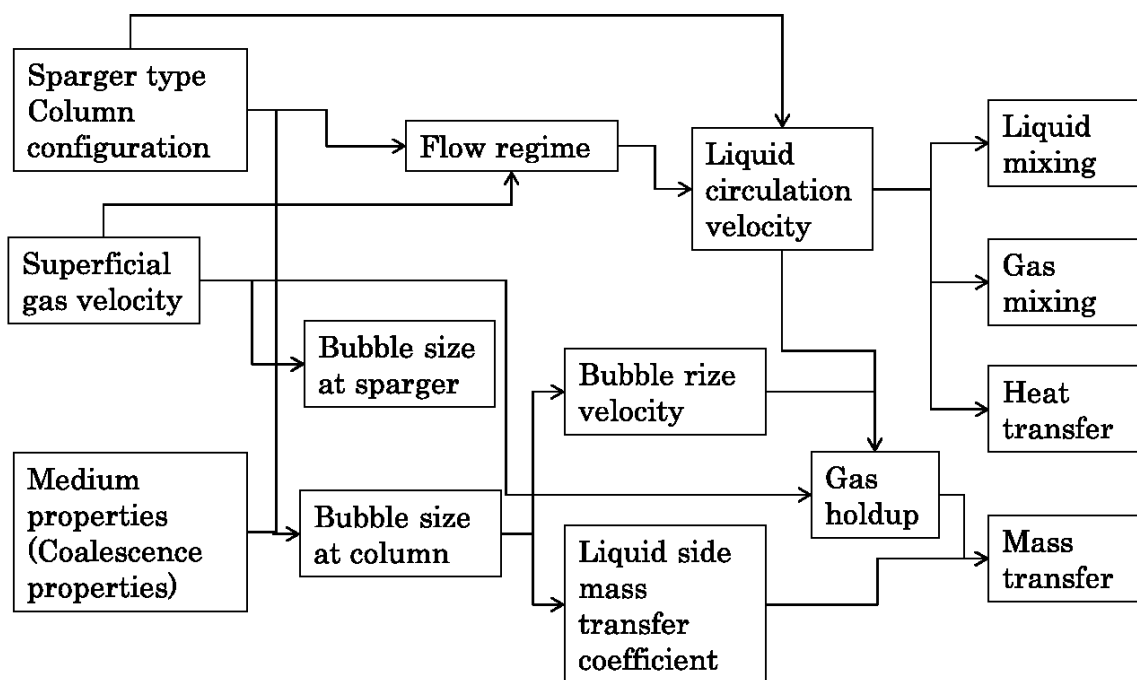 Sparger type
Column
configuration
Flow regime
Liquid
circulation
velocity
Liquid
mixing
Superficial
gas velocity
Gas
mixing
Bubble size
at sparger
Bubble rize
velocity
Heat
transfer
Medium
properties
(Coalescence
properties)
Bubble size
at column
Gas
holdup
Liquid side
mass
transfer
coefficient
Mass
transfer